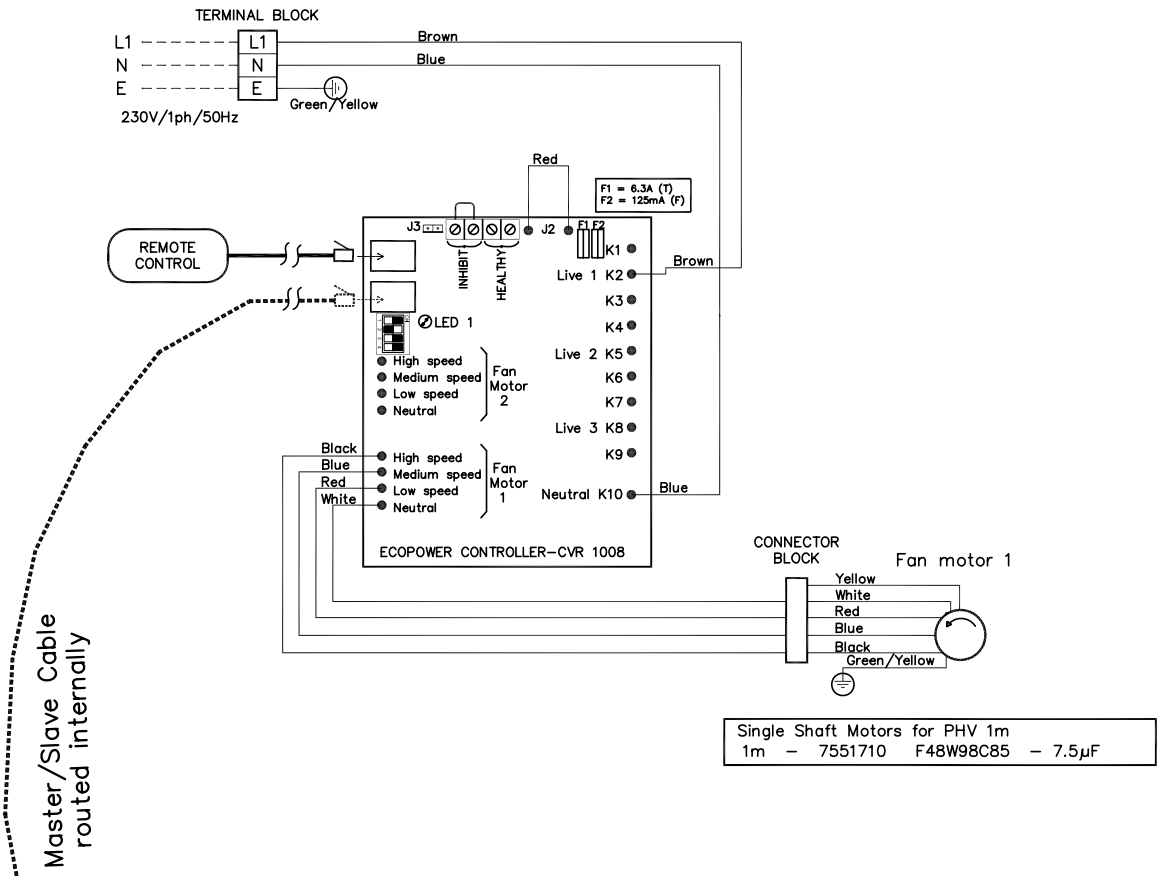 TERMINAL BLOCK
L1 L1 Brown
N N Blue
E E Green/Yellow
230V/1ph/50Hz
Red
F1 = 6.3A (T)
F2 = 125mA (F)
J3 J2 F1 F2
INHIBIT
HEALTHY
REMOTE
CONTROL
K1
Live 1 K2 Brown
K3
K4
Live 2 K5
K6
K7
Live 3 K8
K9
Neutral K10 Blue
LED 1
High speed
Medium speed
Low speed
Neutral
Fan
Motor
2
Black High speed
Blue Medium speed
Red Low speed
White Neutral
Fan
Motor
1
ECOPOWER CONTROLLER-CVR 1008
CONNECTOR
BLOCK
Fan motor 1
Yellow
White
Red
Blue
Black
Green/Yellow
Master/Slave Cable
routed internally
Single Shaft Motors for PHV 1m
1m - 7551710 F48W98C85 - 7.5µF